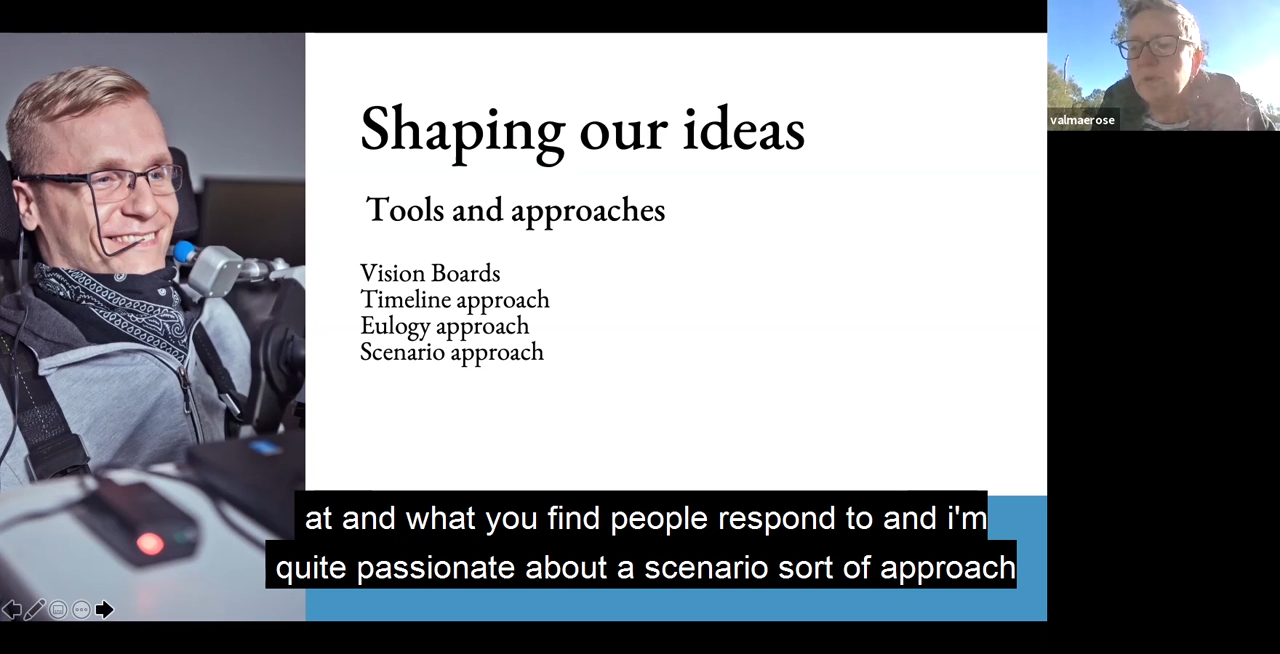 Shaping our ideas
Tools and approaches
Vision Boards
Timeline approach
Eulogy approach
Scenario approach
valmaerose
at and what you find people respond to and i'm
quite passionate about a scenario sort of approach